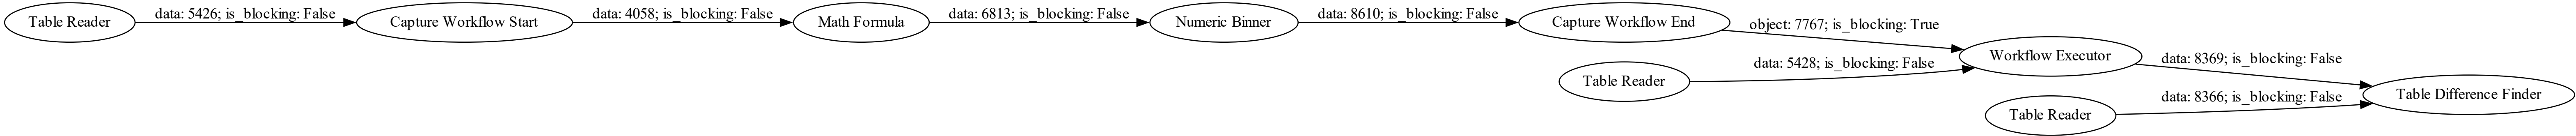 Table Reader
data: 5426; is_blocking: False
Capture Workflow Start
data: 4058; is_blocking: False
Math Formula
data: 6813; is_blocking: False
Numeric Binner
data: 8610; is_blocking: False
Capture Workflow End
object: 7767; is_blocking: True
Table Reader
data: 5428; is_blocking: False
Workflow Executor
data: 8369; is_blocking: False
Table Reader
data: 8366; is_blocking: False
Table Difference Finder